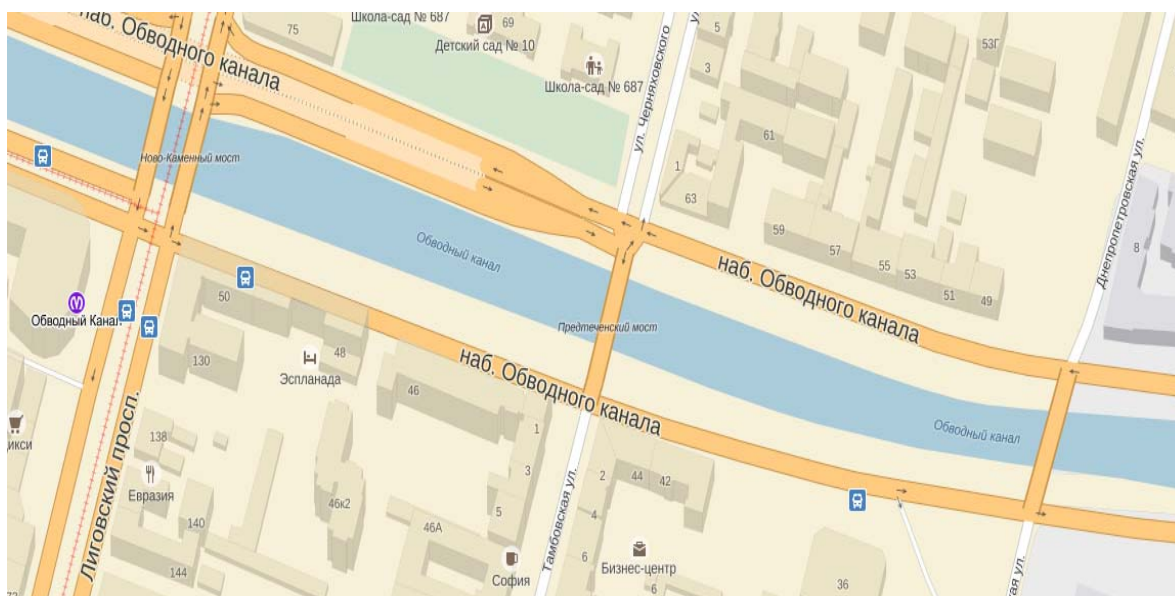 Школа-сад № 687
75
69
Детский сад № 10
наб. Обводного канала
Школа-сад № 687
ул. Черняховского
5
3
53Г
61
1
63
Ново-Каменный мост
Днепропетровская ул.
59
57
55
53
51
49
8
Обводный канал
наб. Обводного канала
50
Обводный Канал
Предтеченский мост
48
130
Эспланада
наб. Обводного канала
46
Обводный канал
Лиговский просп.
138
1
3
икси
Евразия
46к2
5
Тамбовская ул.
2
44
42
4
140
46А
144
София
6
Бизнес-центр
6
36
кая ул.